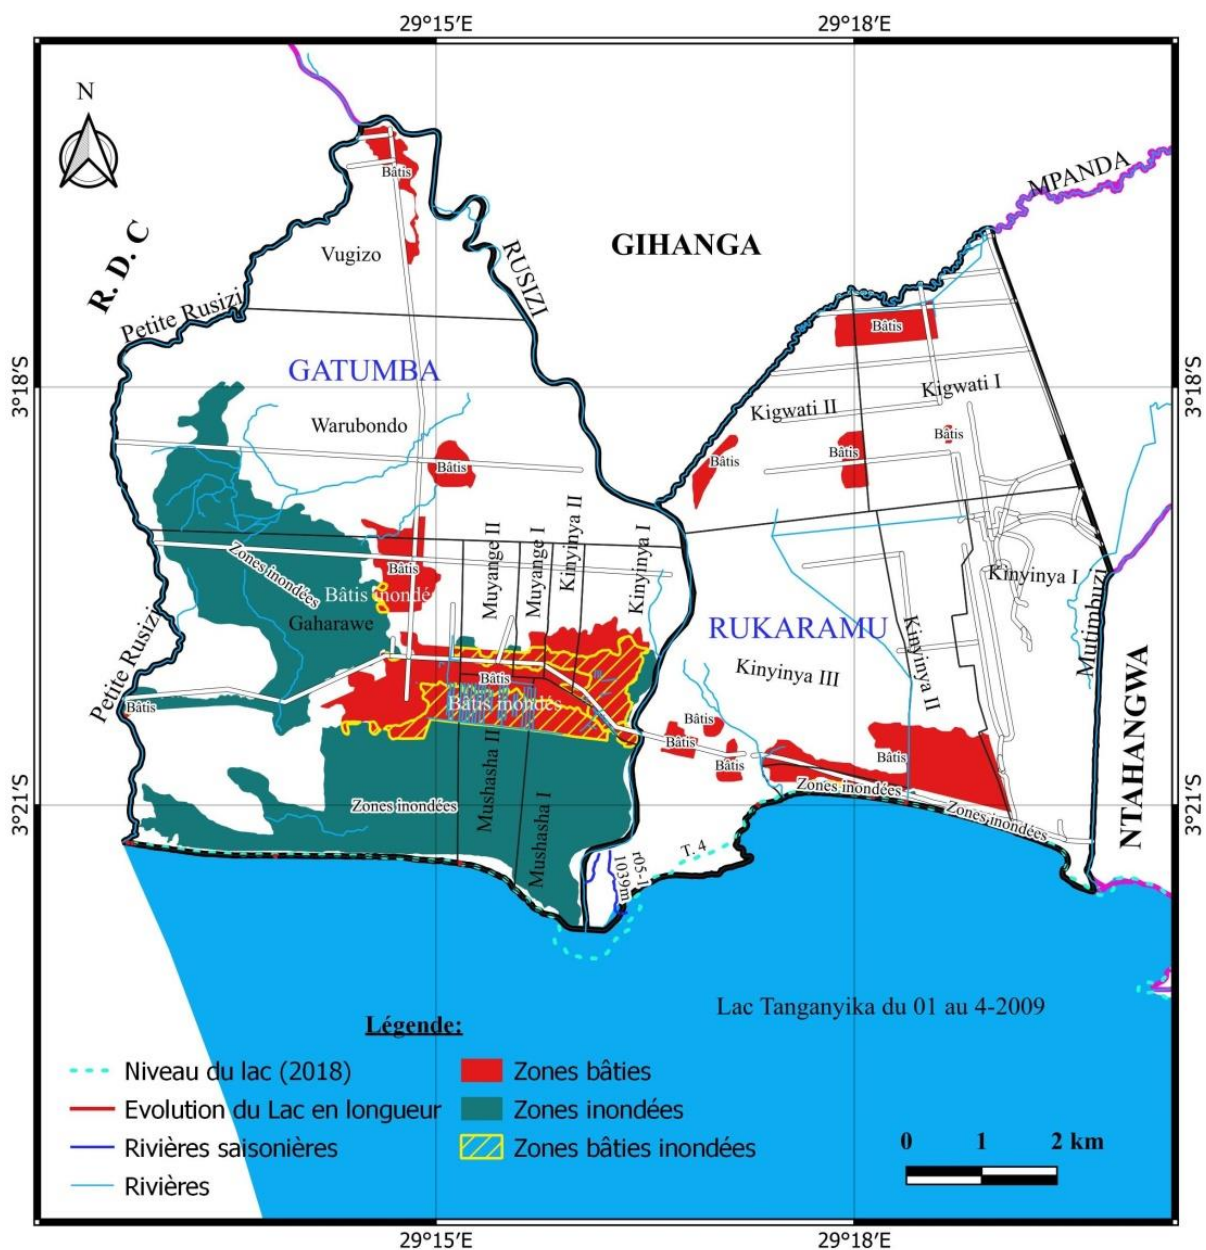 29°15'E 29°18'E
N
MPANDA
Bâtis
R. D. C
Vugizo
RUSIZI
GIHANGA
Petite Rusizi
Bâtis
3°18'S
GATUMBA
3°18'S
Kigwati I
Kigwati II
Warubondo
Bâtis
Bâtis
Bâtis
Bâtis
Bâtis
Muyange II
Muyange I
Kinyinya II
Kinyinya I
Zones inondées
Bâtis
Bâtis inondé
Kinyinya I
Mutimbuzi
Gaharawe
RUKARAMU
Kinyinya II
Petite Rusizi
Kinyinya III
NTAHANGWA
Bâtis
Bâtis
Bâtis inondés
Bâtis
Bâtis
Bâtis
Bâtis
Mushasha II
Zones inondées
3°21'S
Zones inondées
Zones inondées
3°21'S
Mushasha I
T. 4
r05-1
1039m
Lac Tanganyika du 01 au 4-2009
Légende:
Niveau du lac (2018)
Evolution du Lac en longueur
Rivières saisonières
Rivières
Zones bâties
Zones inondées
Zones bâties inondées
0 1 2 km
29°15'E 29°18'E